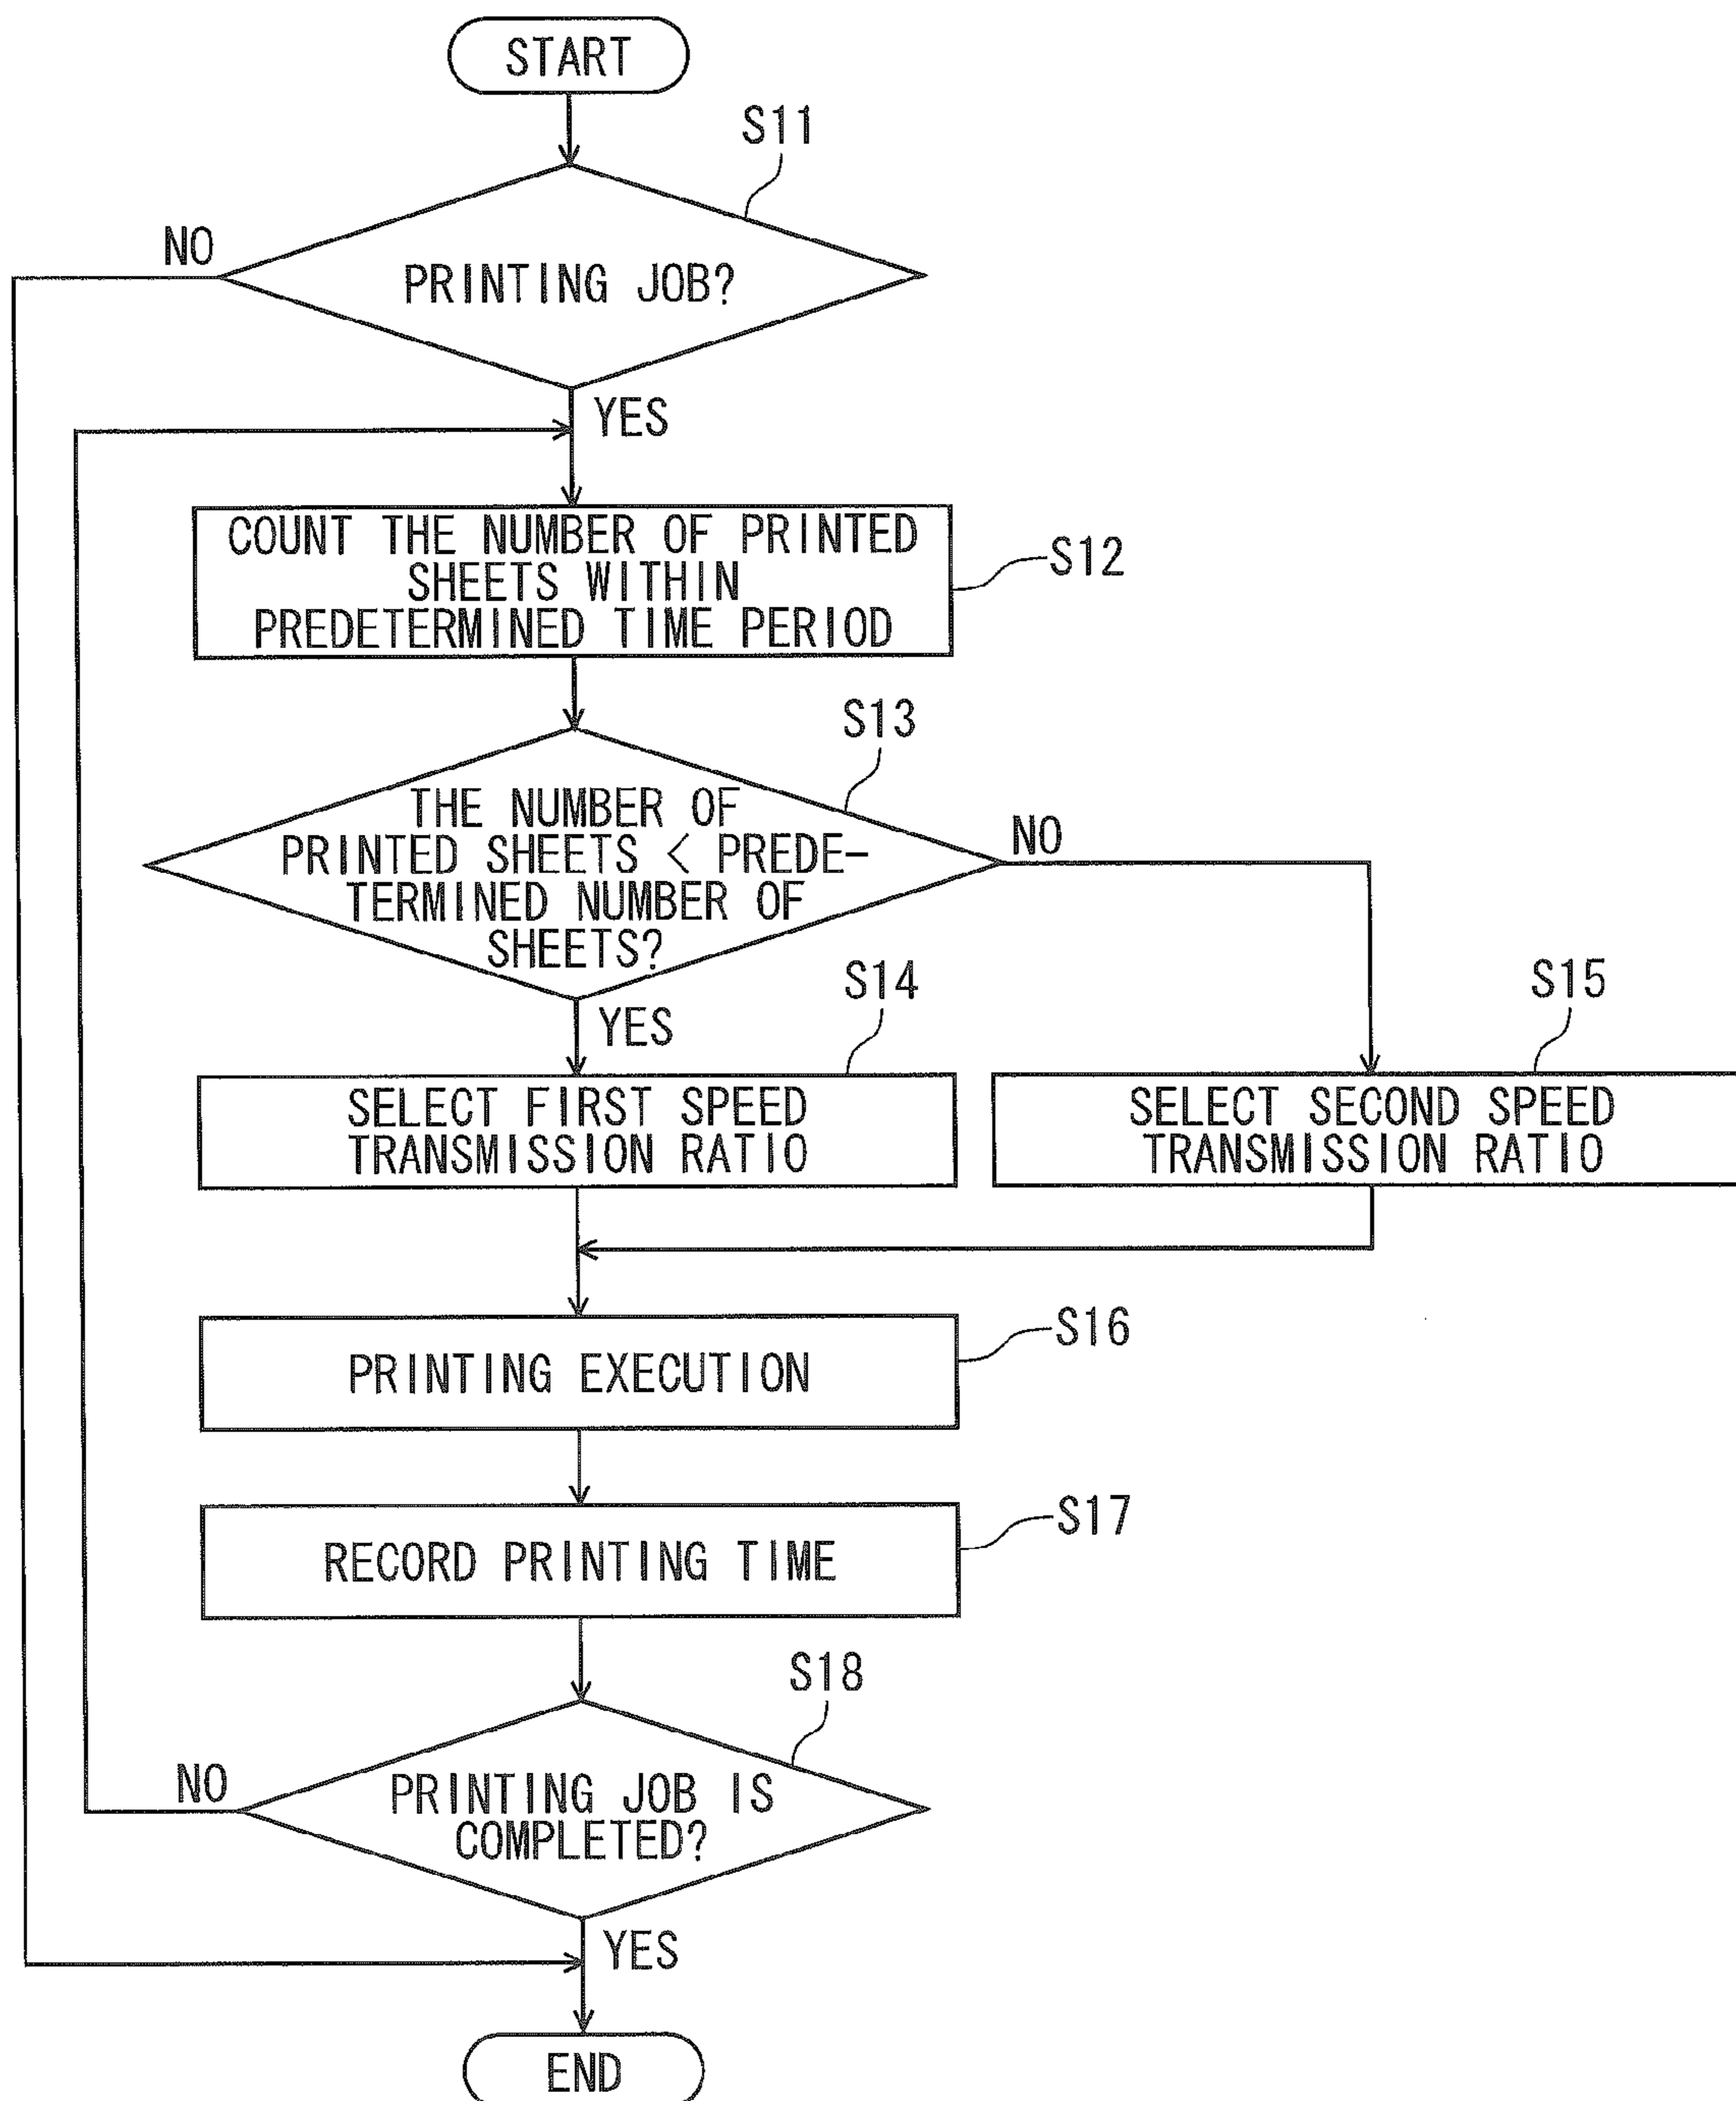 START
S11
NO
PRINTING JOB?
YES
COUNT THE NUMBER OF PRINTED
SHEETS WITHIN
PREDETERMINED TIME PERIOD
S12
S13
THE NUMBER OF
PRINTED SHEETS < PREDE-
TERMINED NUMBER OF
SHEETS?
NO
YES
S14
S15
SELECT FIRST SPEED
TRANSMISSION RATIO
SELECT SECOND SPEED
TRANSMISSION RATIO
PRINTING EXECUTION
S16
RECORD PRINTING TIME
S17
S18
NO
PRINTING JOB IS
COMPLETED?
YES
END